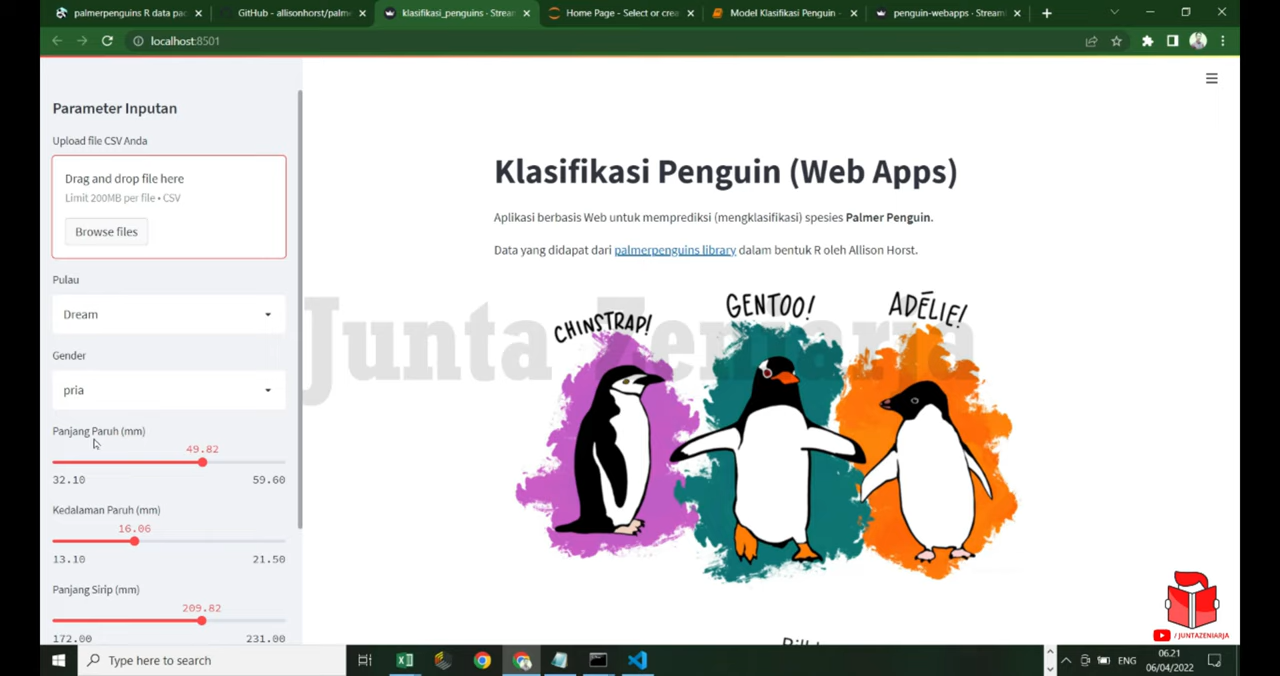 palmerpenguins R data pac
GitHub - allisonhorst/palme
klasifikasi_penguins · Stream
Home Page - Select or crea
Model Klasifikasi Penguin -
penguin-webapps · Stream
localhost:8501
Parameter Inputan
Upload file CSV Anda
Drag and drop file here
Limit 200MB per file • CSV
Browse files
Pulau
Dream
Gender
pria
Panjang Paruh (mm)
49.82
32.10 59.60
Kedalaman Paruh (mm)
16.06
13.10 21.50
Panjang Sirip (mm)
209.82
172.00 231.00
Klasifikasi Penguin (Web Apps)
Aplikasi berbasis Web untuk memprediksi (mengklasifikasi) spesies Palmer Penguin.
Data yang didapat dari palmerpenguins library dalam bentuk R oleh Allison Horst.
CHINSTRAP!
GENTOO!
ADÉLIE!
Junta Zeniarja
/ JUNTAZENIARJA
Type here to search
ENG
06.21
06/04/2022